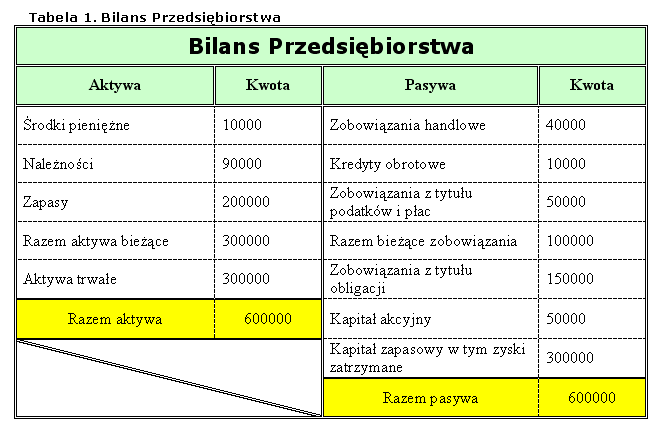 Tabela 1. Bilans Przedsiębiorstwa
Bilans Przedsiębiorstwa
Aktywa Kwota Pasywa Kwota
Środki pieniężne 10000 Zobowiązania handlowe 40000
Należności 90000 Kredyty obrotowe 10000
Zapasy 200000 Zobowiązania z tytułu
podatków i płac 50000
Razem aktywa bieżące 300000 Razem bieżące zobowiązania 100000
Aktywa trwałe 300000 Zobowiązania z tytułu
obligacji 150000
Razem aktywa 600000 Kapitał akcyjny 50000
Kapitał zapasowy w tym zyski
zatrzymane 300000
Razem pasywa 600000